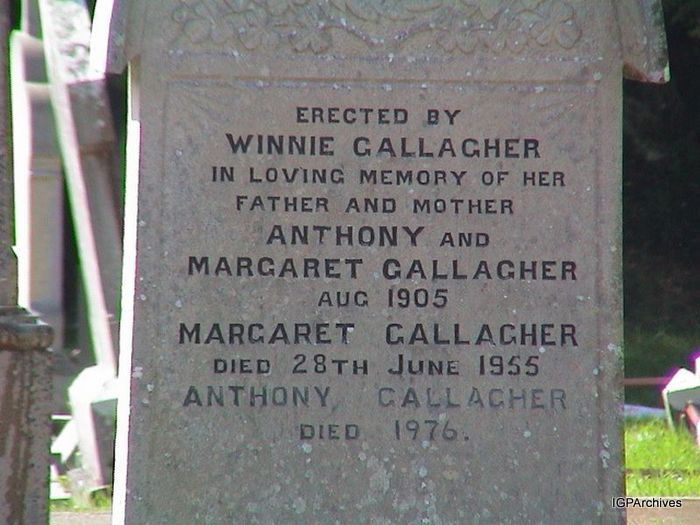 ERECTED BY
WINNIE GALLAGHER
IN LOVING MEMORY OF HER
FATHER AND MOTHER
ANTHONY AND
MARGARET GALLAGHER
AUG 1905
MARGARET GALLAGHER
DIED 28TH JUNE 1955
ANTHONY, GALLAGHER
DIED 1976.
IGPArchives